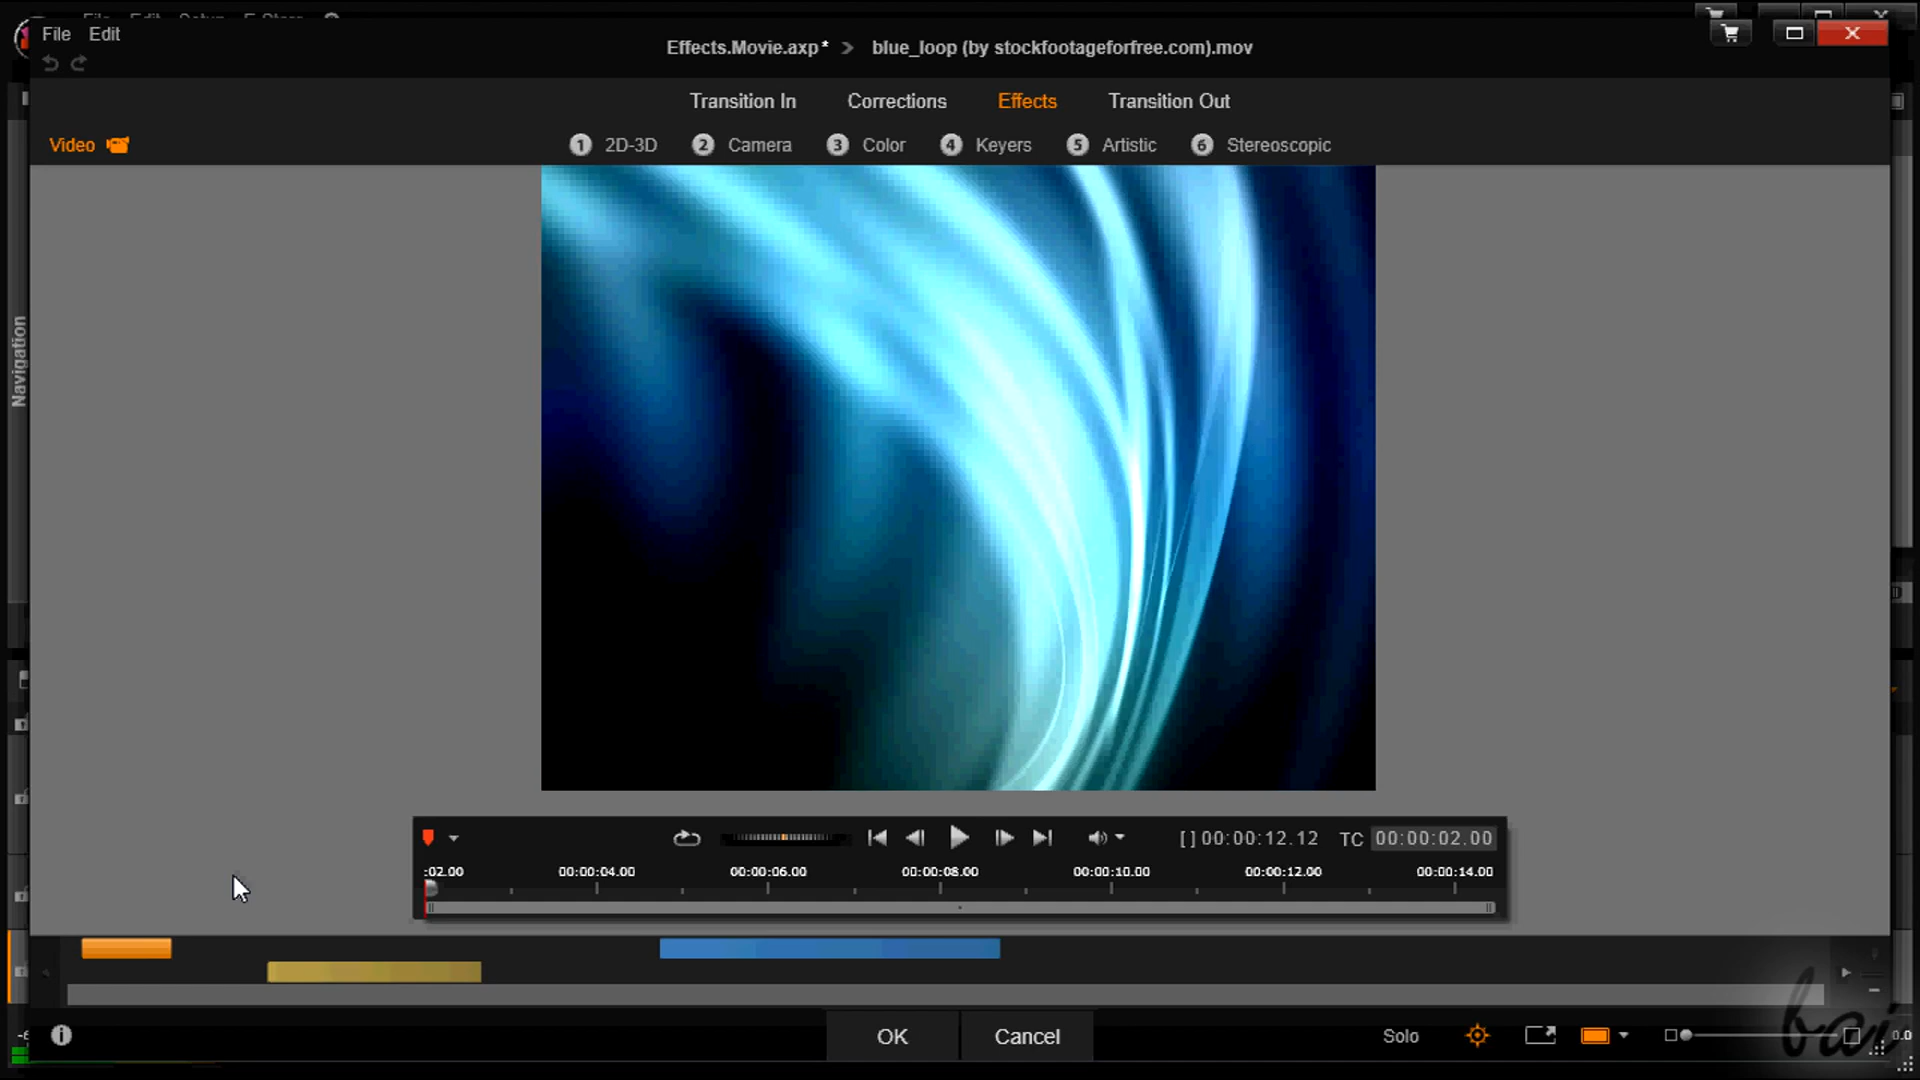 File Edit
Effects.Movie.axp* > blue_loop (by stockfootageforfree.com).mov
Transition In Corrections Effects Transition Out
Video
1 2D-3D 2 Camera 3 Color 4 Keyers 5 Artistic 6 Stereoscopic
Navigation
[] 00:00:12.12 TC 00:00:02.00
:02.00 00:00:04.00 00:00:06.00 00:00:08.00 00:00:10.00 00:00:12.00 00:00:14.00
OK Cancel Solo
bai